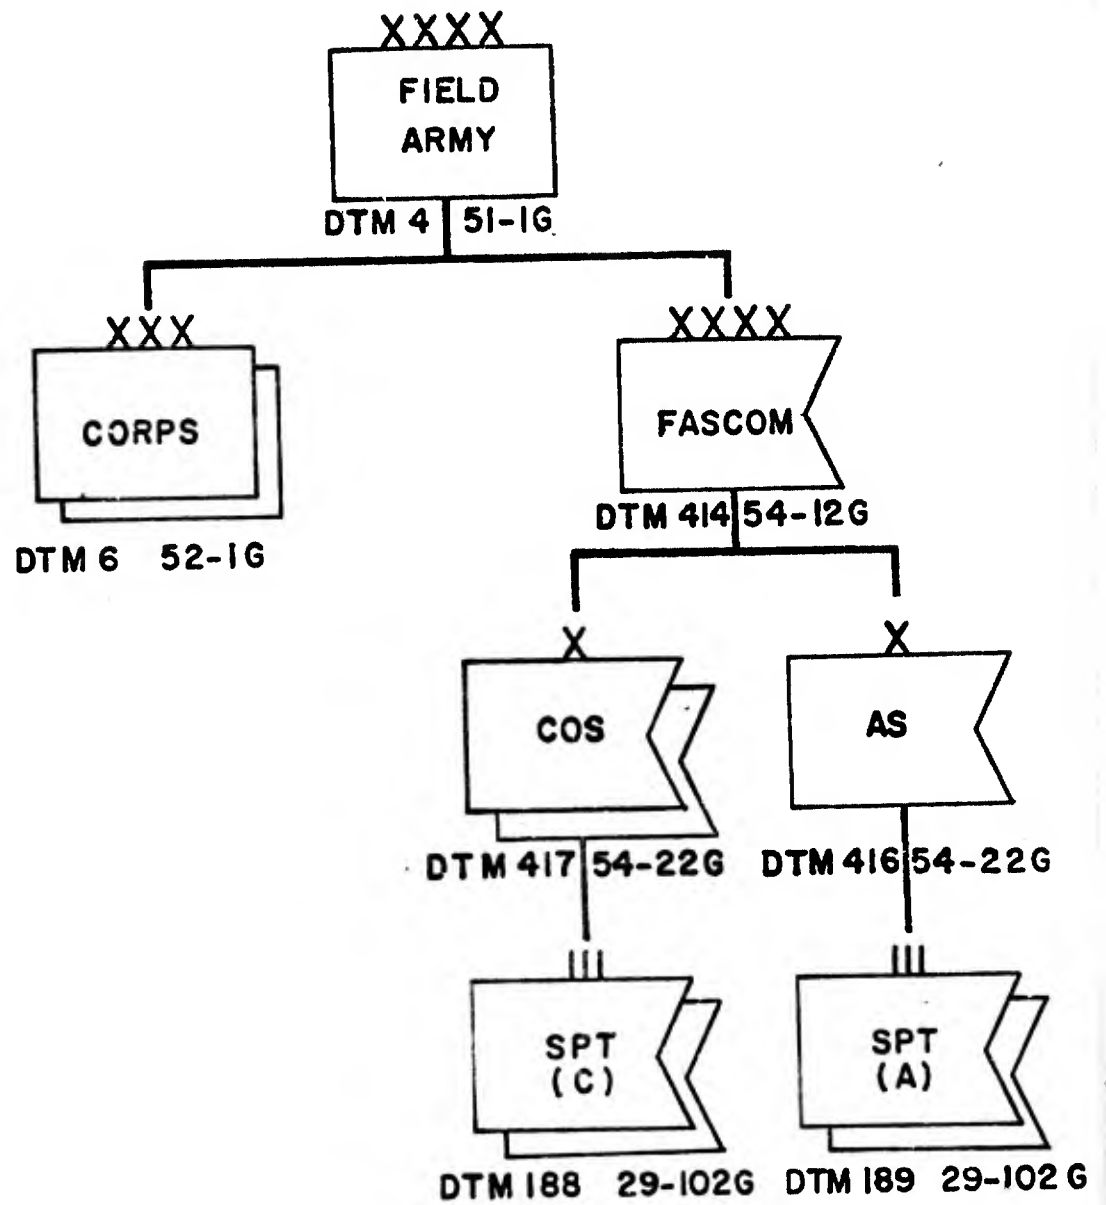 XXXX
FIELD
ARMY
DTM 4 51-1G
XXX
CORPS
DTM 6 52-1G
XXXX
FASCOM
DTM 414 54-12G
X
COS
DTM 417 54-22G
X
AS
DTM 416 54-22G
III
SPT
(C)
DTM 188 29-102G
III
SPT
(A)
DTM 189 29-102G